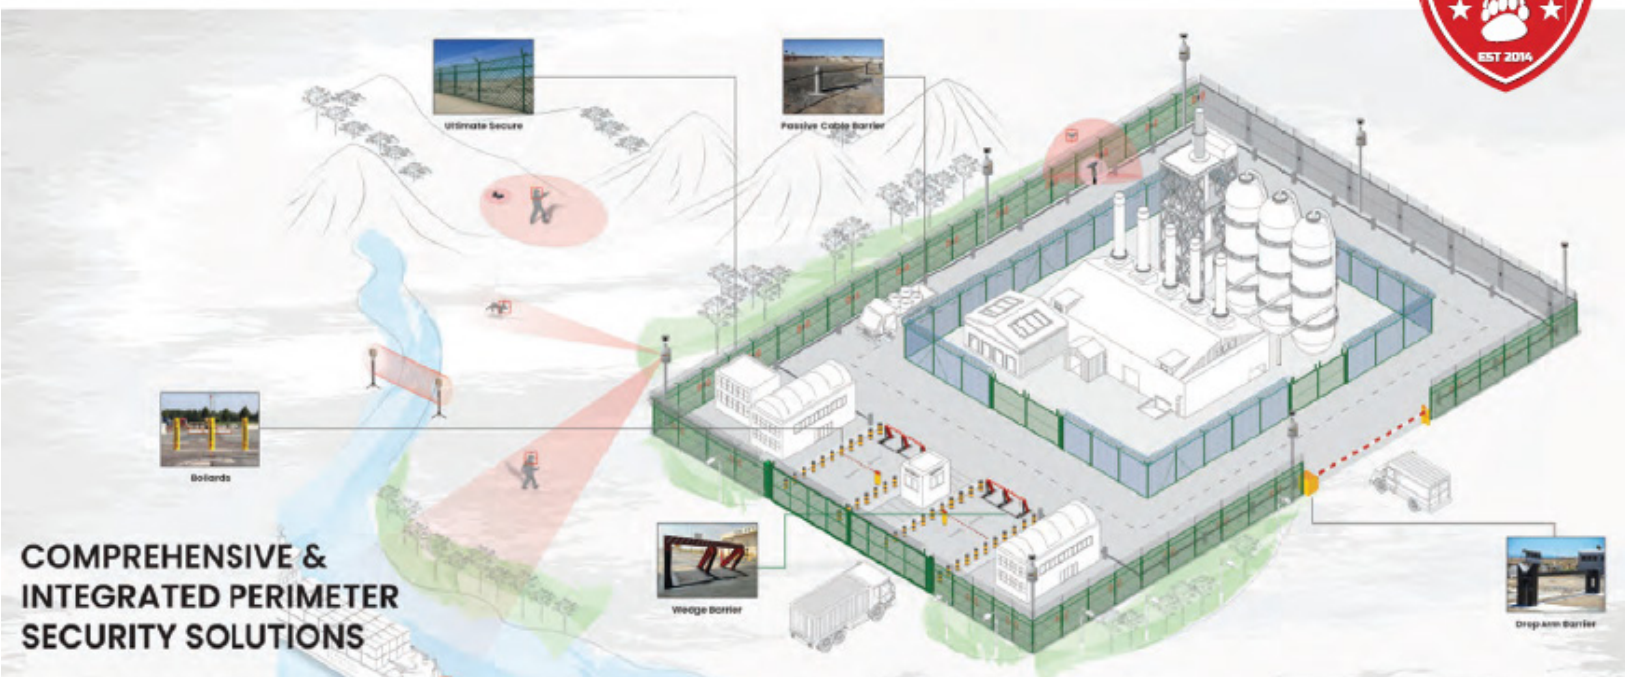 EST 2014
Ultimate Secure
Passive Cable Barrier
Bollards
COMPREHENSIVE &
INTEGRATED PERIMETER
SECURITY SOLUTIONS
Wedge Barrier
Drop Arm Barrier